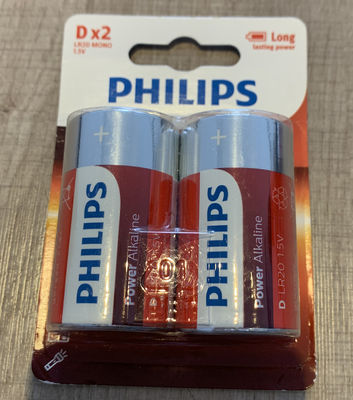 D x2
LR20 MONO
1.5V
Long
lasting power
PHILIPS
PHILIPS
Power Alkaline
PHILIPS
Power Alkaline
D LR20 1.5V